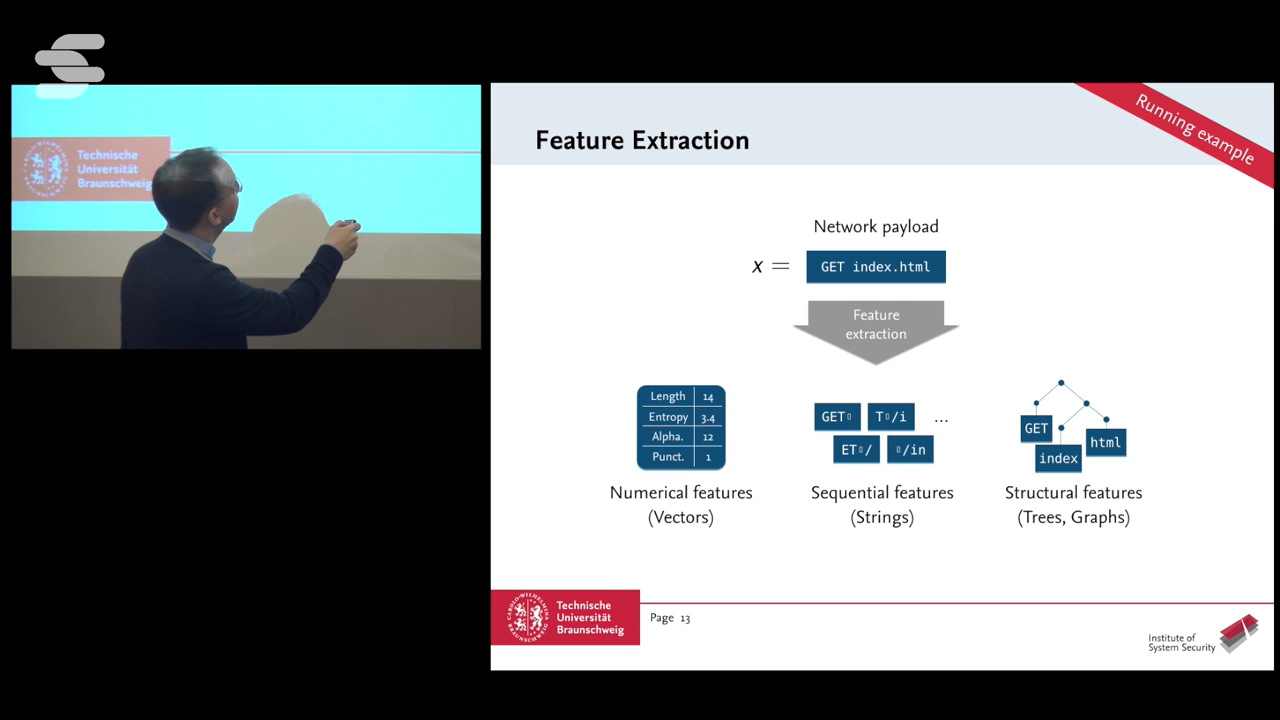 Technische
Universität
Braunschweig
Feature Extraction
Running example
Network payload
x = GET index.html
Feature
extraction
Length 14
Entropy 3.4
Alpha. 12
Punct. 1
GET▯ T▯/i ...
ET▯/ ▯/in
GET
html
index
Numerical features
(Vectors)
Sequential features
(Strings)
Structural features
(Trees, Graphs)
Technische
Universität
Braunschweig
Page 13
Institute of
System Security